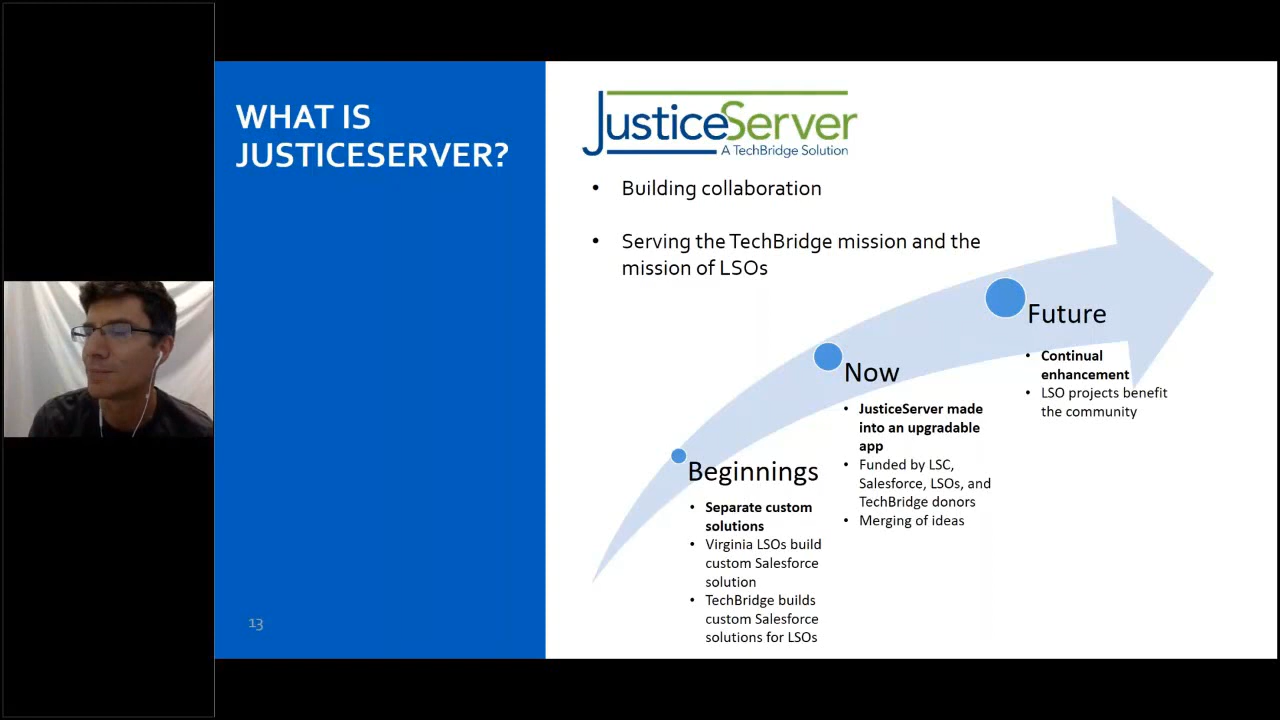 WHAT IS
JUSTICESERVER?
JusticeServer
A TechBridge Solution
• Building collaboration
• Serving the TechBridge mission and the
mission of LSOs
Beginnings
• Separate custom
solutions
• Virginia LSOs build
custom Salesforce
solution
• TechBridge builds
custom Salesforce
solutions for LSOs
Now
• JusticeServer made
into an upgradable
app
• Funded by LSC,
Salesforce, LSOs, and
TechBridge donors
• Merging of ideas
Future
• Continual
enhancement
• LSO projects benefit
the community
13